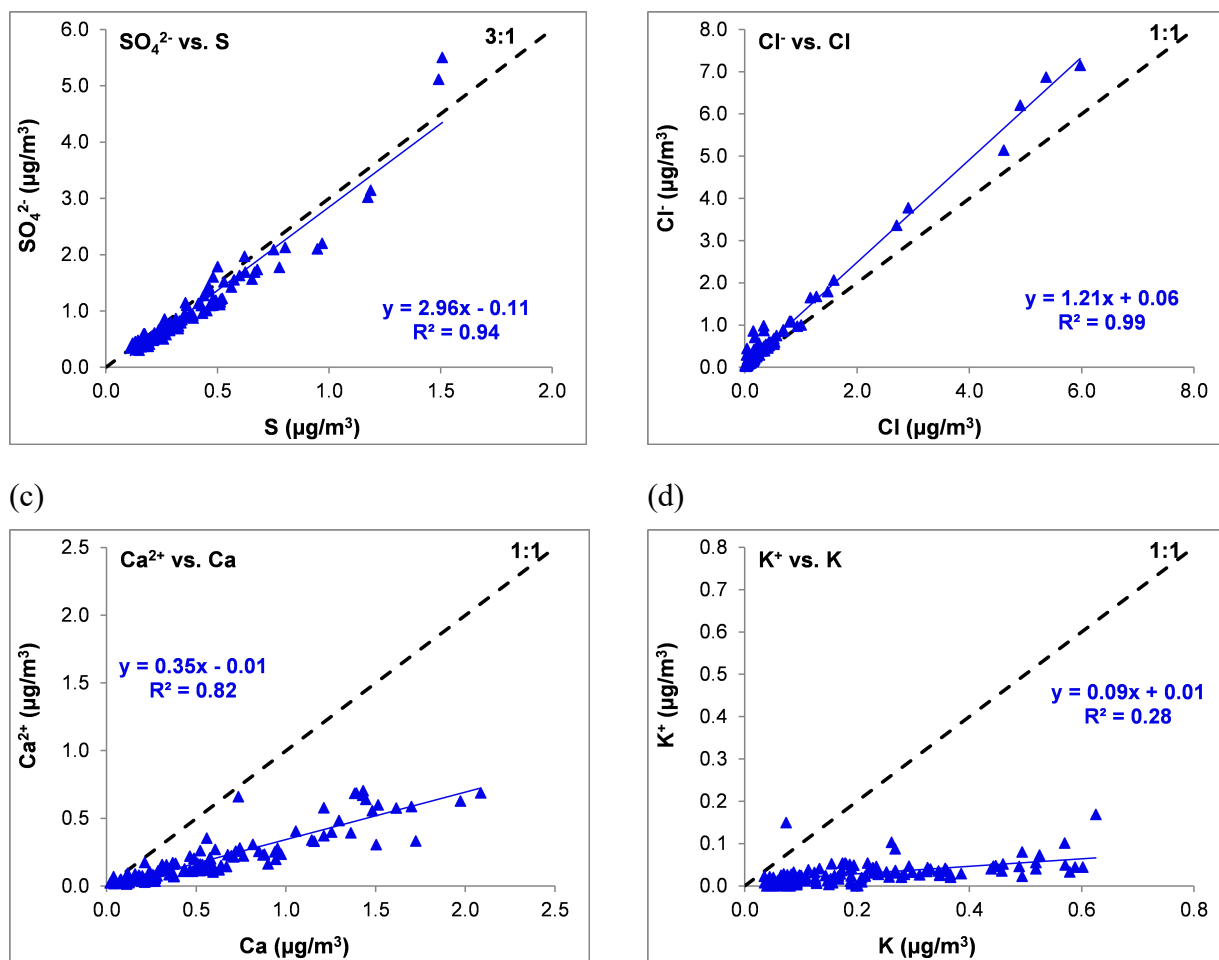 SO₄²⁻ vs. S
3:1
6.0
5.0
4.0
3.0
2.0
1.0
0.0
SO₄²⁻ (µg/m³)
y = 2.96x - 0.11
R² = 0.94
0.0 0.5 1.0 1.5 2.0
S (µg/m³)
Cl⁻ vs. Cl
1:1
8.0
7.0
6.0
5.0
4.0
3.0
2.0
1.0
0.0
Cl⁻ (µg/m³)
y = 1.21x + 0.06
R² = 0.99
0.0 2.0 4.0 6.0 8.0
Cl (µg/m³)
(c)
Ca²⁺ vs. Ca
1:1
2.5
2.0
1.5
1.0
0.5
0.0
Ca²⁺ (µg/m³)
y = 0.35x - 0.01
R² = 0.82
0.0 0.5 1.0 1.5 2.0 2.5
Ca (µg/m³)
(d)
K⁺ vs. K
1:1
0.8
0.7
0.6
0.5
0.4
0.3
0.2
0.1
0.0
K⁺ (µg/m³)
y = 0.09x + 0.01
R² = 0.28
0.0 0.2 0.4 0.6 0.8
K (µg/m³)